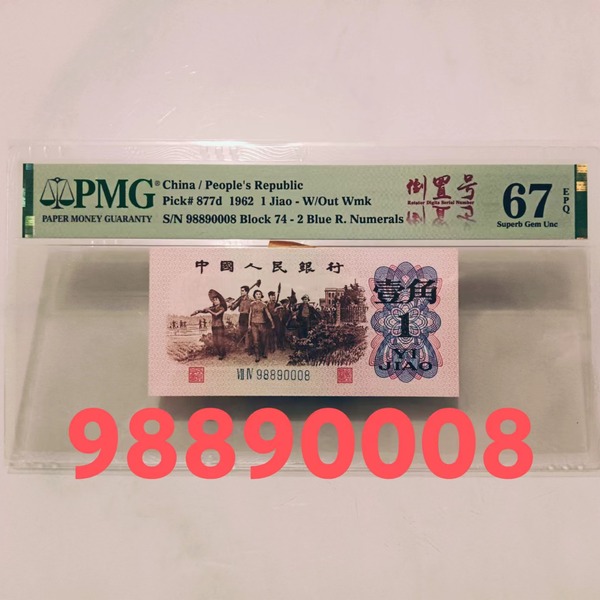 PMG®
PAPER MONEY GUARANTY
China / People's Republic
Pick# 877d 1962 1 Jiao - W/Out Wmk
S/N 98890008 Block 74 - 2 Blue R. Numerals
倒置号
Rotator Digits Serial Number
67
EPQ
Superb Gem Unc
中國人民銀行
壹角
1
YI
JIAO
VII IV 98890008
98890008